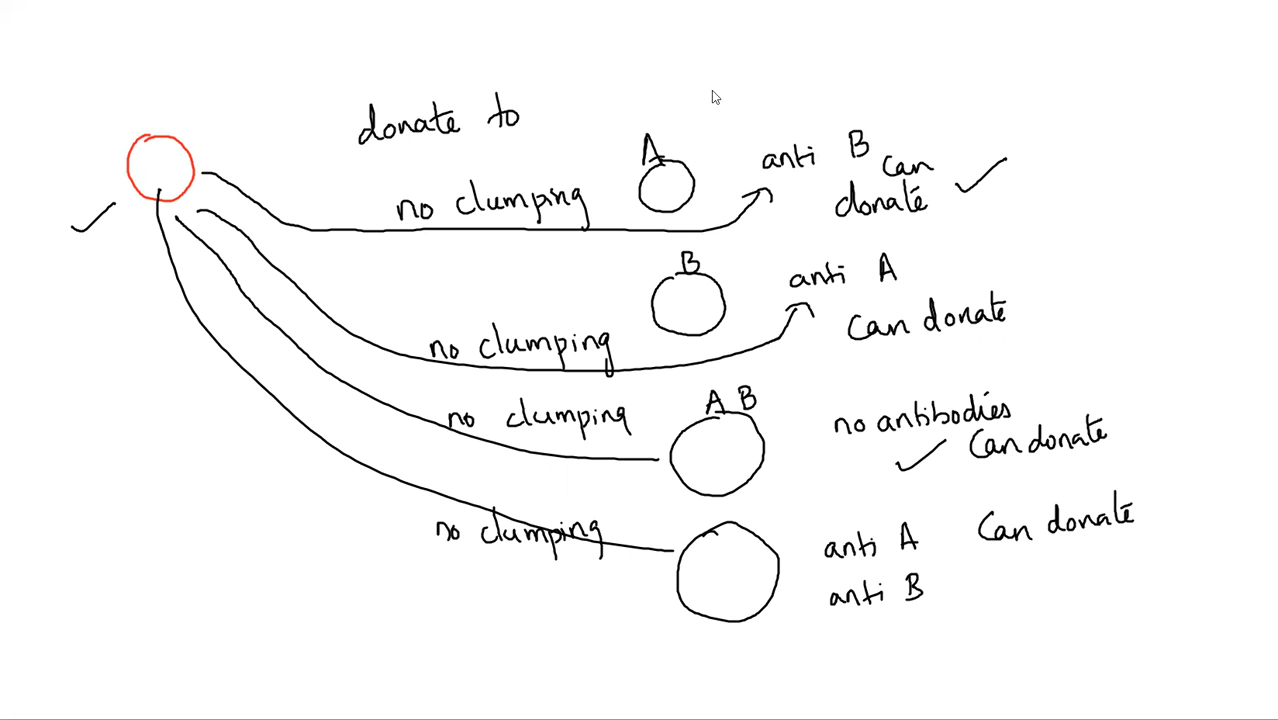 donate to
A
anti B can
donate
no clumping
B
anti A
can donate
no clumping
A B
no antibodies
can donate
no clumping
anti A can donate
anti B
no clumping